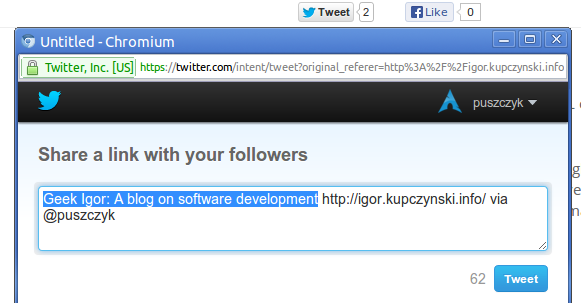 Tweet 2 Like 0
Untitled - Chromium
Twitter, Inc. [US] https://twitter.com/intent/tweet?original_referer=http%3A%2F%2Figor.kupczynski.info
puszczyk
Share a link with your followers
Geek Igor: A blog on software development http://igor.kupczynski.info/ via
@puszczyk
62 Tweet